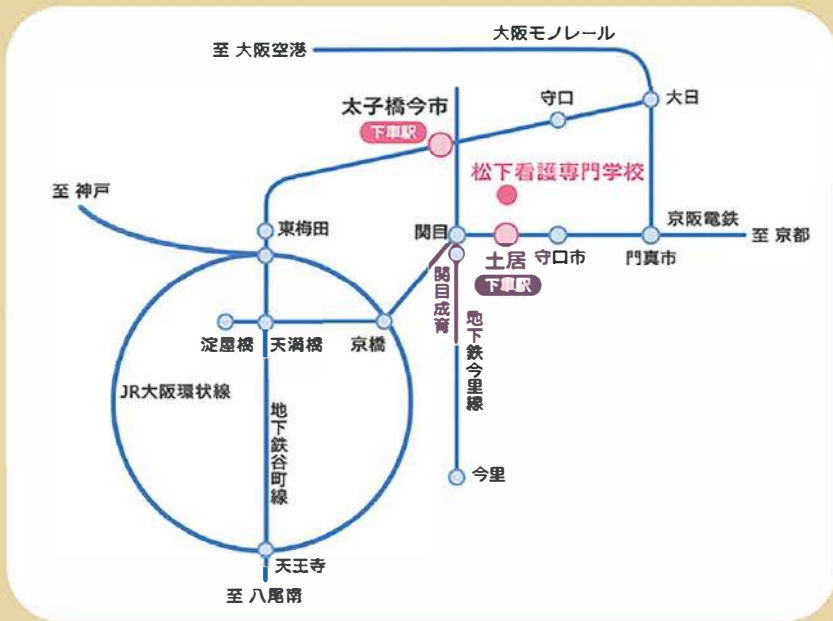 大阪モノレール
至 大阪空港
大日
守口
太子橋今市
下車駅
松下看護専門学校
至 神戸
東梅田
関目
京阪電鉄
至 京都
土居
守口市
門真市
下車駅
関目成育
地下鉄今里線
淀屋橋
天満橋
京橋
JR大阪環状線
地下鉄谷町線
今里
天王寺
至 八尾南